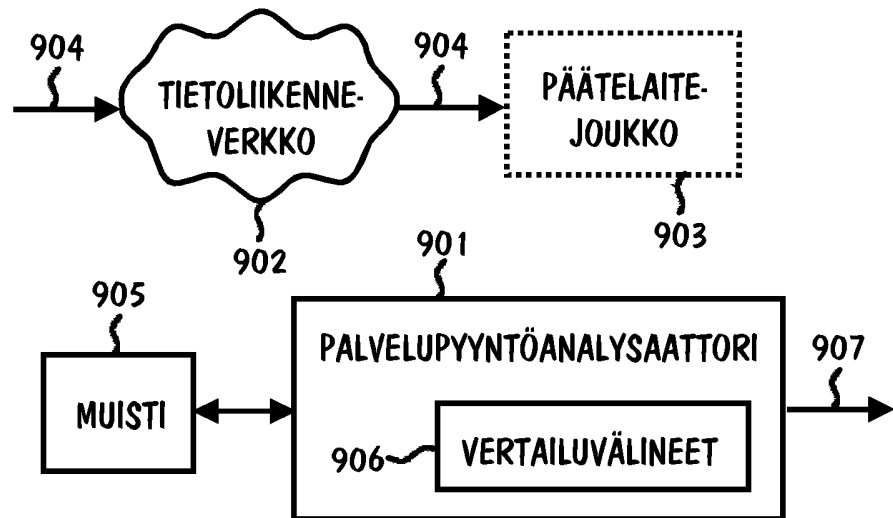 904
904
TIETOLIIKENNE-
VERKKO
PÄÄTELAITE-
JOUKKO
902
903
901
905
PALVELUPYYNTÖANALYSAATTORI
907
MUISTI
906
VERTAILUVÄLINEET